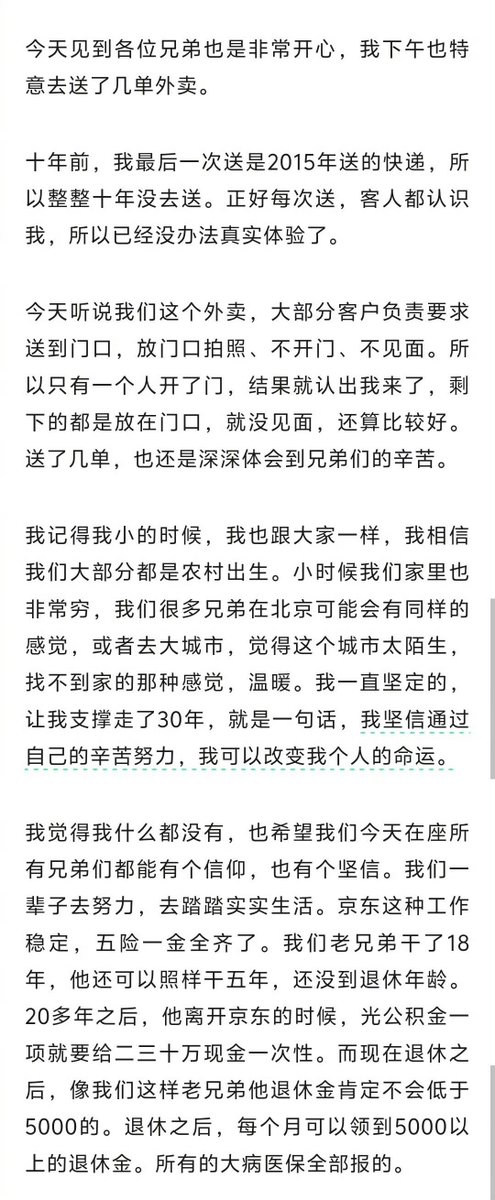 今天见到各位兄弟也是非常开心，我下午也特
意去送了几单外卖。
十年前，我最后一次送是2015年送的快递，所
以整整十年没去送。正好每次送，客人都认识
我，所以已经没办法真实体验了。
今天听说我们这个外卖，大部分客户负责要求
送到门口，放门口拍照、不开门、不见面。所
以只有一个人开了门，结果就认出我来了，剩
下的都是放在门口，就没见面，还算比较好。
送了几单，也还是深深体会到兄弟们的辛苦。
我记得我小的时候，我也跟大家一样，我相信
我们大部分都是农村出生。小时候我们家里也
非常穷，我们很多兄弟在北京可能会有同样的
感觉，或者去大城市，觉得这个城市太陌生，
找不到家的那种感觉，温暖。我一直坚定的，
让我支撑走了30年，就是一句话，我坚信通过
自己的辛苦努力，我可以改变我个人的命运。
我觉得我什么都没有，也希望我们今天在座所
有兄弟们都能有个信仰，也有个坚信。我们一
辈子去努力，去踏踏实实生活。京东这种工作
稳定，五险一金全齐了。我们老兄弟干了18
年，他还可以照样干五年，还没到退休年龄。
20多年之后，他离开京东的时候，光公积金一
项就要给二三十万现金一次性。而现在退休之
后，像我们这样老兄弟他退休金肯定不会低于
5000的。退休之后，每个月可以领到5000以
上的退休金。所有的大病医保全部报的。